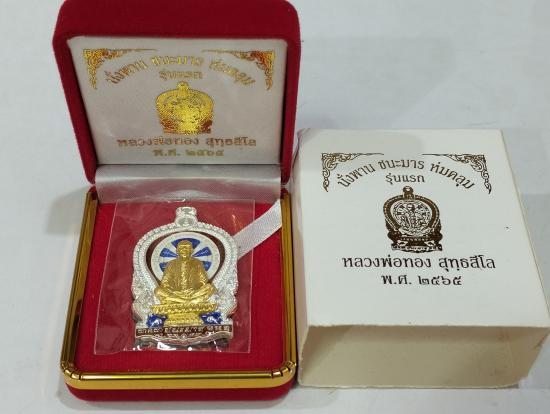 นั่งพาน ชนะมาร ห่มคลุม
รุ่นแรก
หลวงพ่อทอง สุทฺธสีโล
พ.ศ. ๒๕๖๕
นั่งพาน ชนะมาร ห่มคลุม
รุ่นแรก
หลวงพ่อทอง สุทฺธสีโล
พ.ศ. ๒๕๖๕